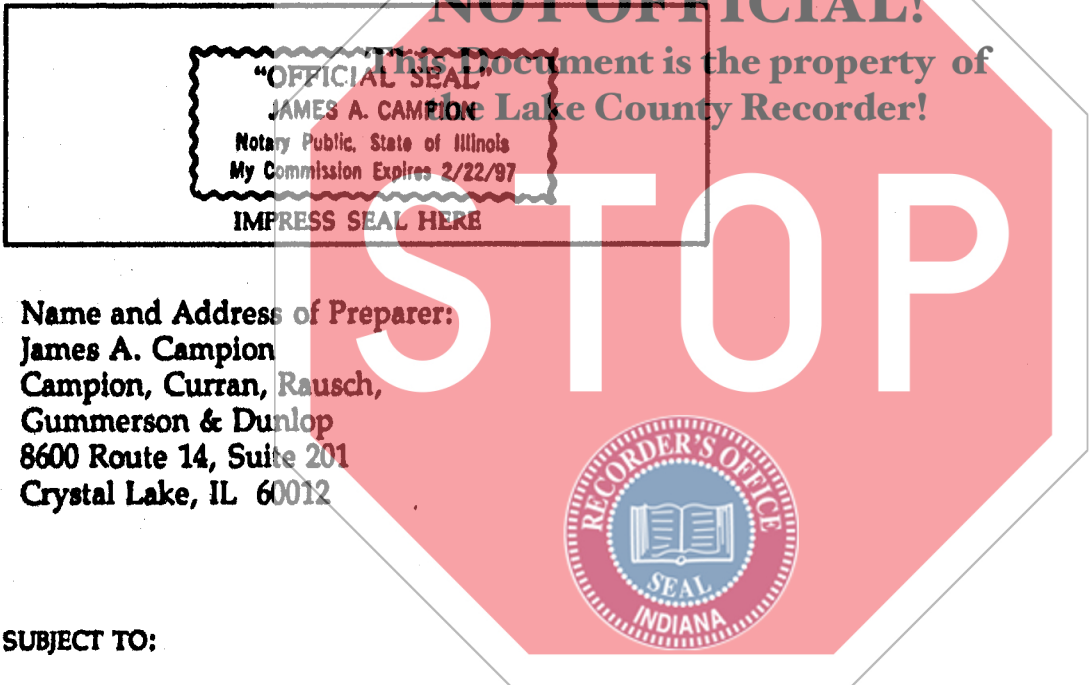 NOT OFFICIAL!
This Document is the property of
the Lake County Recorder!
"OFFICIAL SEAL"
JAMES A. CAMPION
Notary Public, State of Illinois
My Commission Expires 2/22/97
IMPRESS SEAL HERE
STOP
Name and Address of Preparer:
James A. Campion
Campion, Curran, Rausch,
Gummerson & Dunlop
8600 Route 14, Suite 201
Crystal Lake, IL 60012
RECORDER'S OFFICE
SEAL
INDIANA
SUBJECT TO: